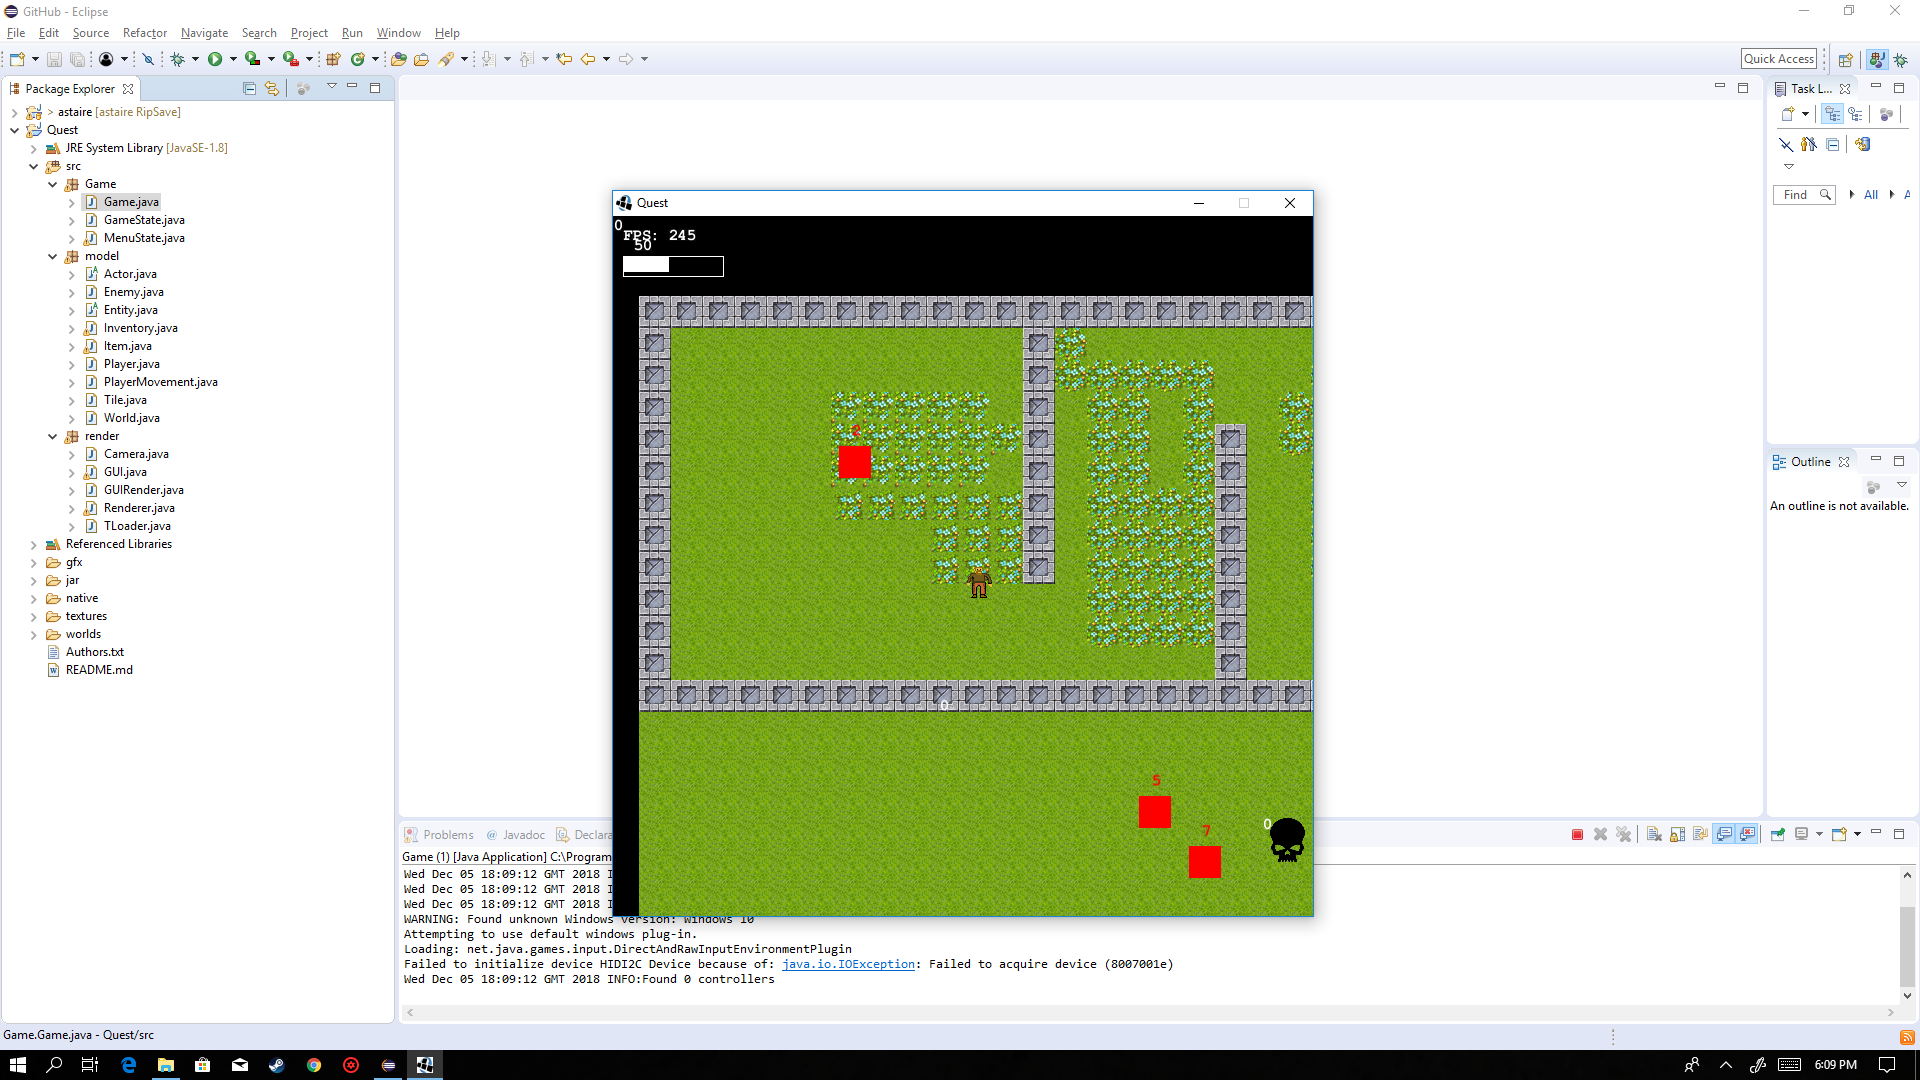 GitHub - Eclipse
File Edit Source Refactor Navigate Search Project Run Window Help
Quick Access
Package Explorer
> astaire [astaire RipSave]
Quest
JRE System Library [JavaSE-1.8]
src
Game
Game.java
GameState.java
MenuState.java
model
Actor.java
Enemy.java
Entity.java
Inventory.java
Item.java
Player.java
PlayerMovement.java
Tile.java
World.java
render
Camera.java
GUI.java
GUIRender.java
Renderer.java
TLoader.java
Referenced Libraries
gfx
jar
native
textures
worlds
Authors.txt
README.md
Quest
0
FPS: 245
50
2
0
5
7
0
Task L...
Find All A
Outline
An outline is not available.
Problems @ Javadoc Declara
Game (1) [Java Application] C:\Program
Wed Dec 05 18:09:12 GMT 2018 I
Wed Dec 05 18:09:12 GMT 2018 I
Wed Dec 05 18:09:12 GMT 2018 I
WARNING: Found unknown Windows version: Windows 10
Attempting to use default windows plug-in.
Loading: net.java.games.input.DirectAndRawInputEnvironmentPlugin
Failed to initialize device HIDI2C Device because of: java.io.IOException: Failed to acquire device (8007001e)
Wed Dec 05 18:09:12 GMT 2018 INFO:Found 0 controllers
Game.Game.java - Quest/src
6:09 PM